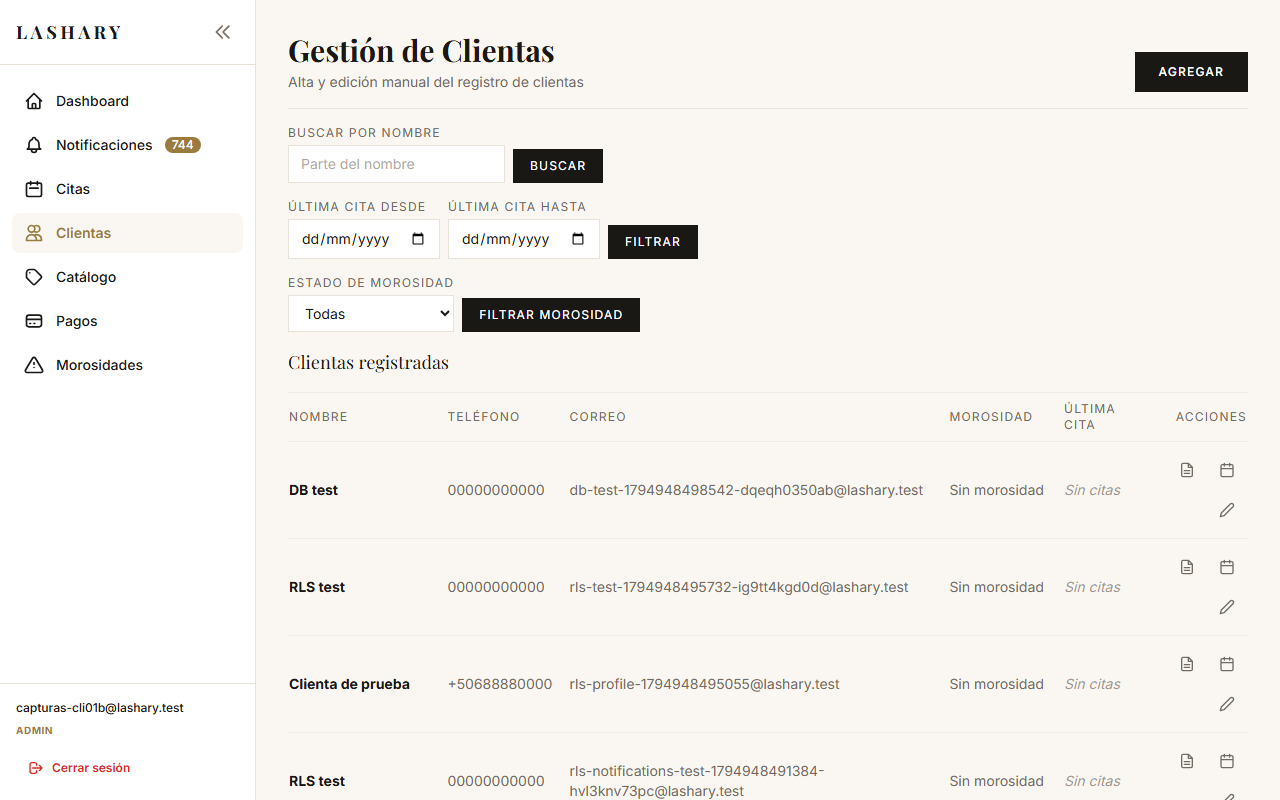 LASHARY
Dashboard
Notificaciones 744
Citas
Clientas
Catálogo
Pagos
Morosidades
capturas-cli01b@lashary.test
ADMIN
Cerrar sesión
Gestión de Clientas
Alta y edición manual del registro de clientas
AGREGAR
BUSCAR POR NOMBRE
Parte del nombre BUSCAR
ÚLTIMA CITA DESDE ÚLTIMA CITA HASTA
dd/mm/yyyy dd/mm/yyyy FILTRAR
ESTADO DE MOROSIDAD
Todas FILTRAR MOROSIDAD
Clientas registradas
NOMBRE TELÉFONO CORREO MOROSIDAD ÚLTIMA CITA ACCIONES
DB test 00000000000 db-test-1794948498542-dqeqh0350ab@lashary.test Sin morosidad Sin citas
RLS test 00000000000 rls-test-1794948495732-ig9tt4kgd0d@lashary.test Sin morosidad Sin citas
Clienta de prueba +50688880000 rls-profile-1794948495055@lashary.test Sin morosidad Sin citas
RLS test 00000000000 rls-notifications-test-1794948491384-hvl3knv73pc@lashary.test Sin morosidad Sin citas